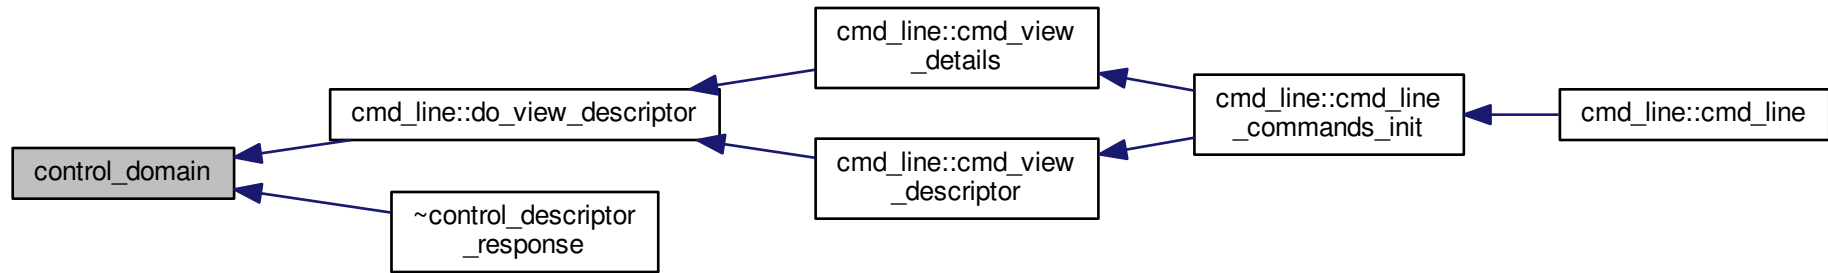 control_domain
cmd_line::do_view_descriptor
~control_descriptor
_response
cmd_line::cmd_view
_details
cmd_line::cmd_view
_descriptor
cmd_line::cmd_line
_commands_init
cmd_line::cmd_line